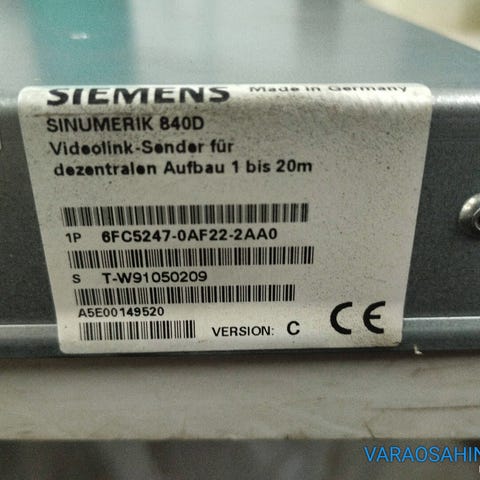 SIEMENS Made in Germany
SINUMERIK 840D
Videolink-Sender für
dezentralen Aufbau 1 bis 20m
1P 6FC5247-0AF22-2AA0
S T-W91050209
A5E00149520
VERSION: C CE
VARAOSAHIN